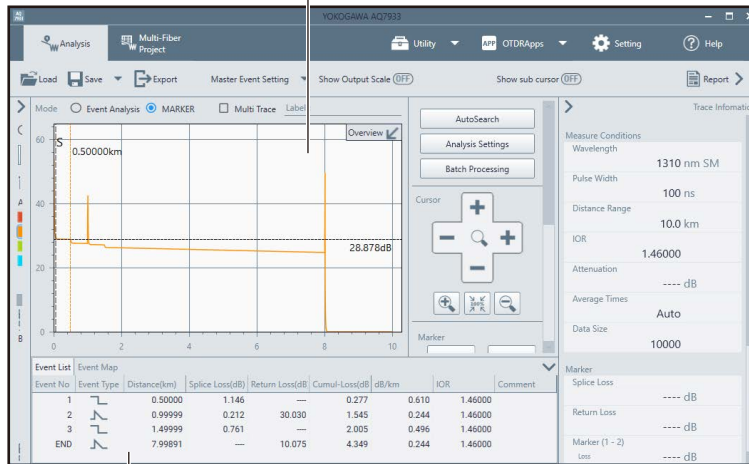 AQ
7933
YOKOGAWA AQ7933
Analysis
Multi-Fiber
Project
Utility
APP OTDRApps
Setting
Help
Load Save Export Master Event Setting Show Output Scale OFF Show sub cursor OFF Report
Mode Event Analysis MARKER Multi Trace Label
Overview
60
S
0.50000km
40
28.878dB
20
0
0 2 4 6 8 10
A
B
AutoSearch
Analysis Settings
Batch Processing
Cursor
100%
Marker
Trace Infomatio
Measure Conditions
Wavelength
1310 nm SM
Pulse Width
100 ns
Distance Range
10.0 km
IOR
1.46000
Attenuation
---- dB
Average Times
Auto
Data Size
10000
Marker
Splice Loss
---- dB
Return Loss
---- dB
Marker (1 - 2)
Loss ---- dB
Event List Event Map
Event No Event Type Distance(km) Splice Loss(dB) Return Loss(dB Cumul-Loss(dB dB/km IOR Comment
1 0.50000 1.146 — 0.277 0.610 1.46000
2 0.99999 0.212 30.030 1.545 0.244 1.46000
3 1.49999 0.761 — 2.005 0.496 1.46000
END 7.99891 — 10.075 4.349 0.244 1.46000